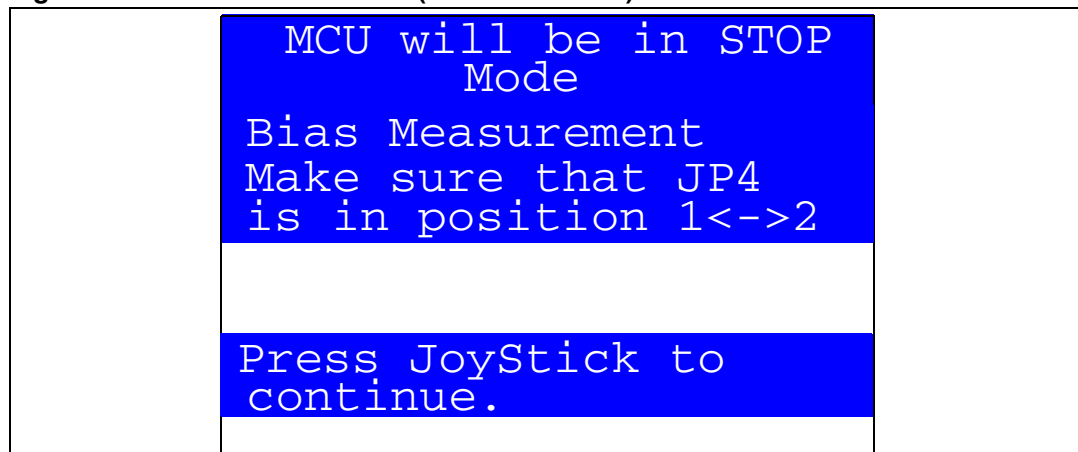 MCU will be in STOP
Mode
Bias Measurement
Make sure that JP4
is in position 1<->2
Press JoyStick to
continue.